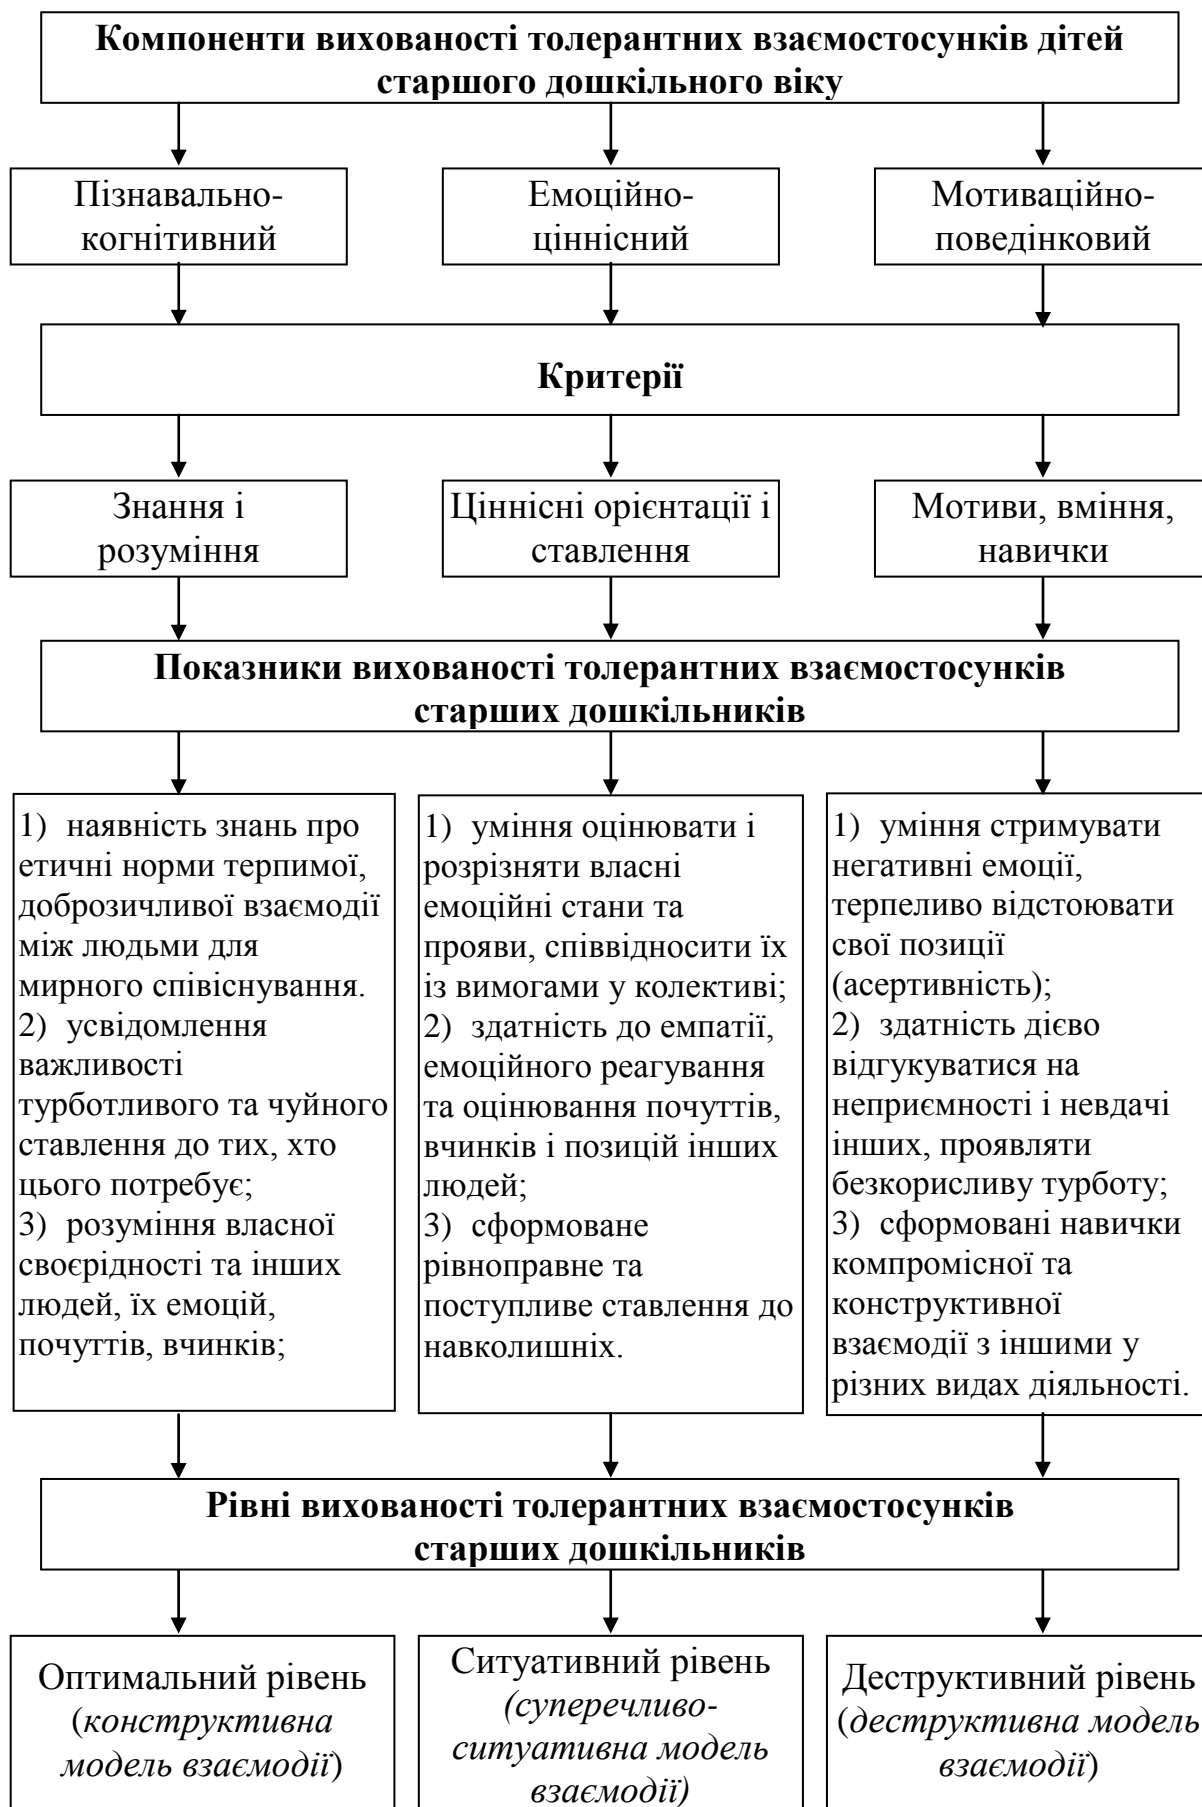 Компоненти вихованості толерантних взаємостосунків дітей
старшого дошкільного віку
Пізнавально-
когнітивний
Емоційно-
ціннісний
Мотиваційно-
поведінковий
Критерії
Знання і
розуміння
Ціннісні орієнтації і
ставлення
Мотиви, вміння,
навички
Показники вихованості толерантних взаємостосунків
старших дошкільників
1) наявність знань про
етичні норми терпимої,
доброзичливої взаємодії
між людьми для
мирного співіснування.
2) усвідомлення
важливості
турботливого та чуйного
ставлення до тих, хто
цього потребує;
3) розуміння власної
своєрідності та інших
людей, їх емоцій,
почуттів, вчинків;
1) уміння оцінювати і
розрізняти власні
емоційні стани та
прояви, співвідносити їх
із вимогами у колективі;
2) здатність до емпатії,
емоційного реагування
та оцінювання почуттів,
вчинків і позицій інших
людей;
3) сформоване
рівноправне та
поступливе ставлення до
навколишніх.
1) уміння стримувати
негативні емоції,
терпеливо відстоювати
свої позиції
(асертивність);
2) здатність дієво
відгукуватися на
неприємності і невдачі
інших, проявляти
безкорисливу турботу;
3) сформовані навички
компромісної та
конструктивної
взаємодії з іншими у
різних видах діяльності.
Рівні вихованості толерантних взаємостосунків
старших дошкільників
Оптимальний рівень
(конструктивна
модель взаємодії)
Ситуативний рівень
(суперечливо-
ситуативна модель
взаємодії)
Деструктивний рівень
(деструктивна модель
взаємодії)